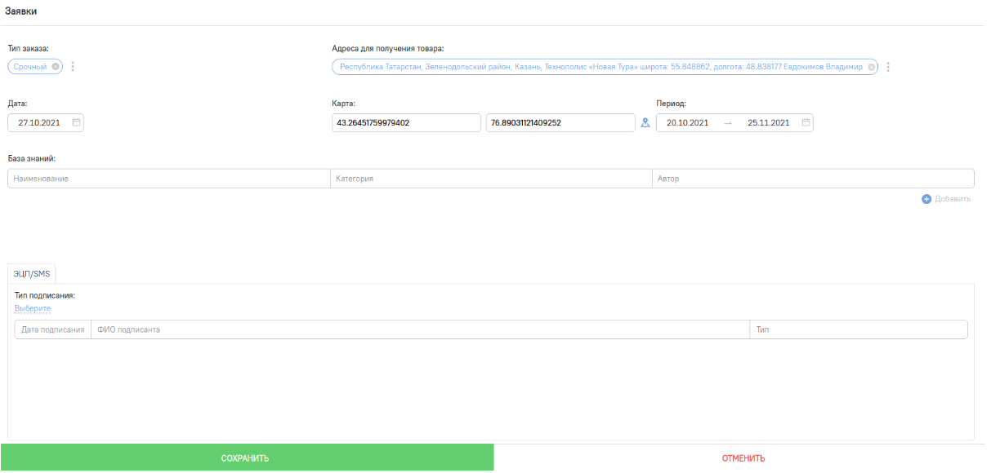 Заявки
Тип заказа:
Адреса для получения товара:
Срочный
Республика Татарстан, Зеленодольский район, Казань, Технополис «Новая Тура» широта: 55.848862, долгота: 48.838177 Евдокимов Владимир
Дата:
Карта:
Период:
27.10.2021
43.26451759979402
76.89031121409252
20.10.2021 → 25.11.2021
База знаний:
Наименование
Категория
Автор
Добавить
ЭЦП/SMS
Тип подписания:
Выберите
Дата подписания
ФИО подписанта
Тип
СОХРАНИТЬ
ОТМЕНИТЬ